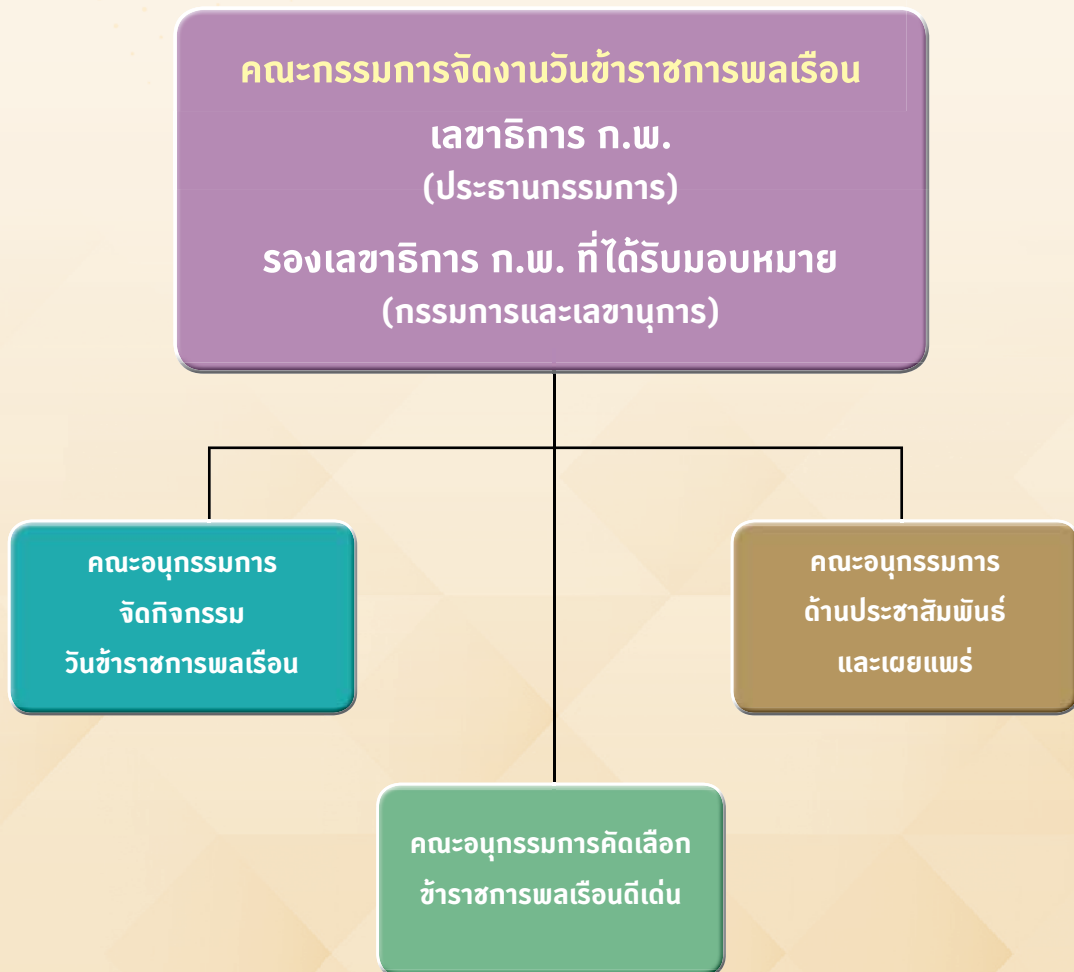 คณะกรรมการจัดงานวันข้าราชการพลเรือน
เลขาธิการ ก.พ.
(ประธานกรรมการ)
รองเลขาธิการ ก.พ. ที่ได้รับมอบหมาย
(กรรมการและเลขานุการ)
คณะอนุกรรมการ
จัดกิจกรรม
วันข้าราชการพลเรือน
คณะอนุกรรมการ
ด้านประชาสัมพันธ์
และเผยแพร่
คณะอนุกรรมการคัดเลือก
ข้าราชการพลเรือนดีเด่น